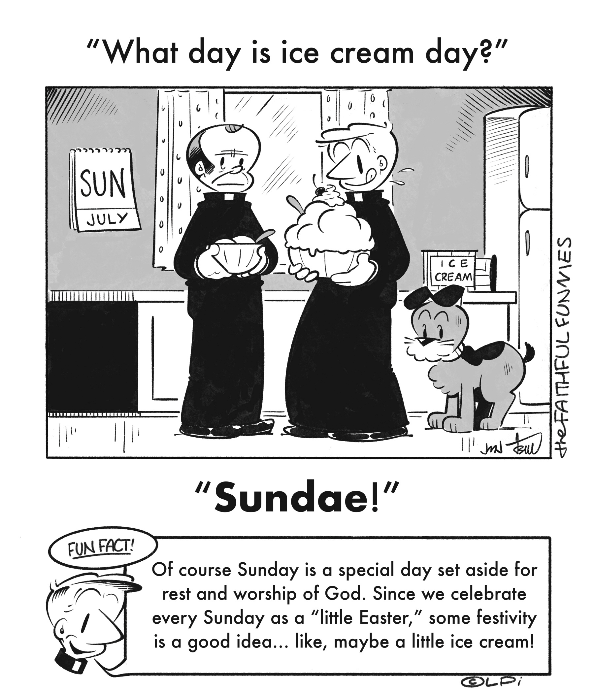 “What day is ice cream day?”
SUN
JULY
ICE
CREAM
the FAITHFUL FUNNIES
“Sundae!”
FUN FACT!
Of course Sunday is a special day set aside for
rest and worship of God. Since we celebrate
every Sunday as a “little Easter,” some festivity
is a good idea... like, maybe a little ice cream!
©LPi